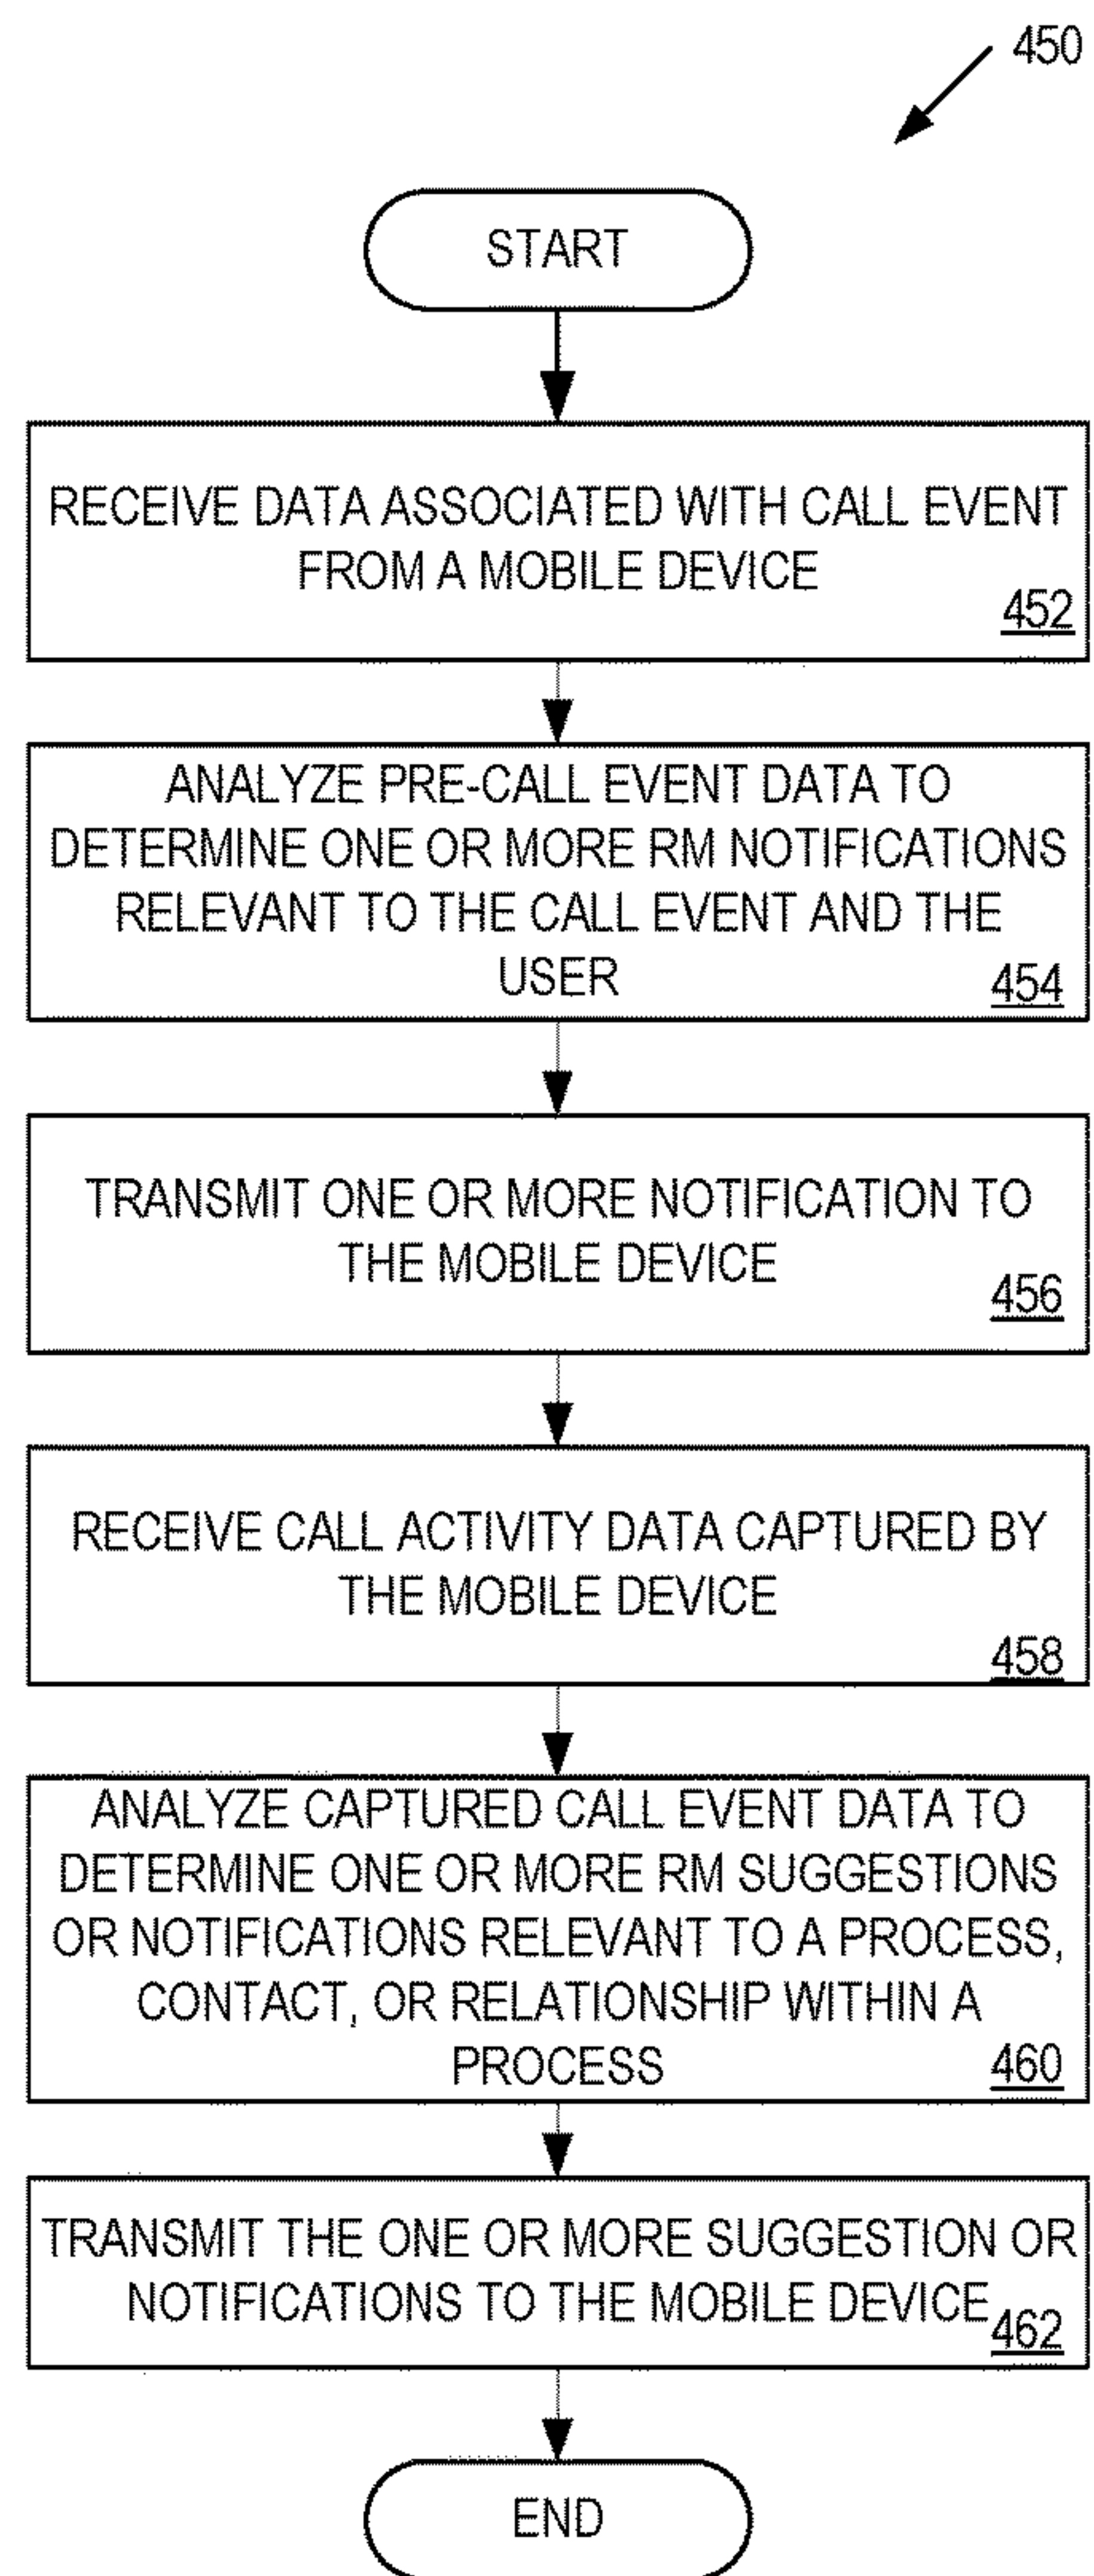 450
START
RECEIVE DATA ASSOCIATED WITH CALL EVENT
FROM A MOBILE DEVICE
452
ANALYZE PRE-CALL EVENT DATA TO
DETERMINE ONE OR MORE RM NOTIFICATIONS
RELEVANT TO THE CALL EVENT AND THE
USER
454
TRANSMIT ONE OR MORE NOTIFICATION TO
THE MOBILE DEVICE
456
RECEIVE CALL ACTIVITY DATA CAPTURED BY
THE MOBILE DEVICE
458
ANALYZE CAPTURED CALL EVENT DATA TO
DETERMINE ONE OR MORE RM SUGGESTIONS
OR NOTIFICATIONS RELEVANT TO A PROCESS,
CONTACT, OR RELATIONSHIP WITHIN A
PROCESS
460
TRANSMIT THE ONE OR MORE SUGGESTION OR
NOTIFICATIONS TO THE MOBILE DEVICE
462
END